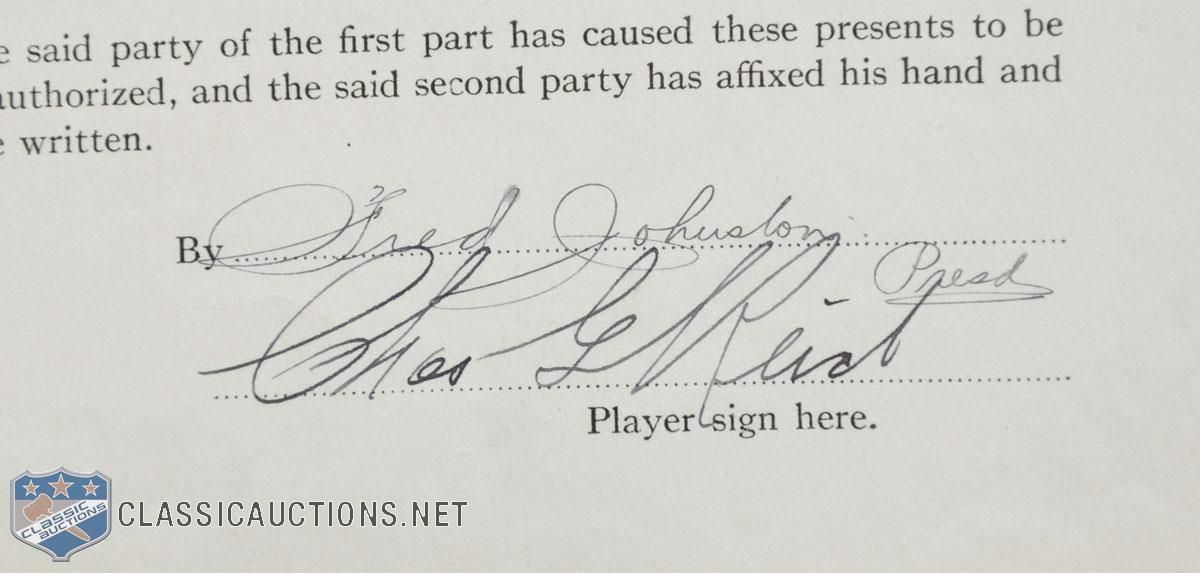 e said party of the first part has caused these presents to be
authorized, and the said second party has affixed his hand and
e written.
By Fred Johnston
Presd
Chas G Reid
Player sign here.
CLASSIC AUCTIONS
CLASSICAUCTIONS.NET